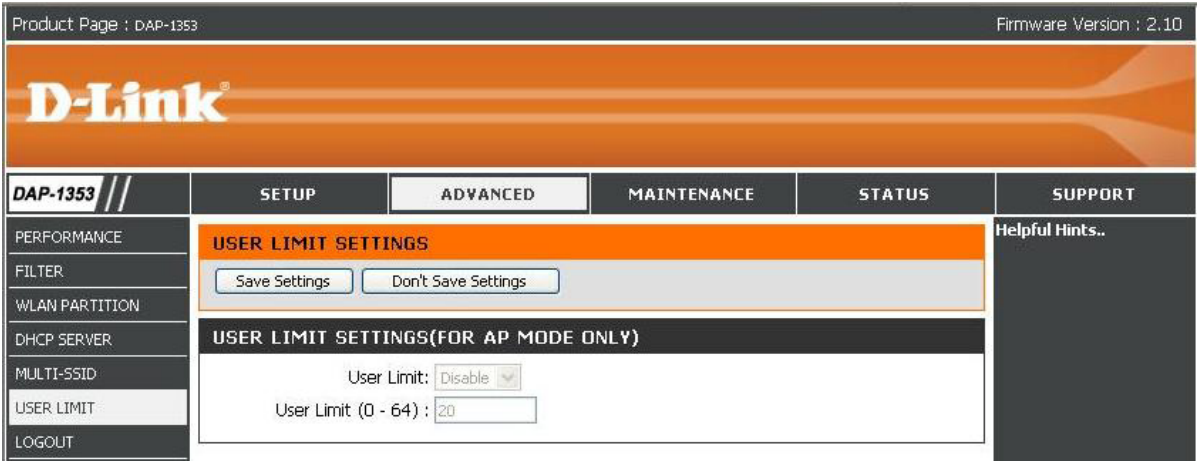 Product Page : DAP-1353 Firmware Version : 2.10
D-Link®
DAP-1353 SETUP ADVANCED MAINTENANCE STATUS SUPPORT
PERFORMANCE
FILTER
WLAN PARTITION
DHCP SERVER
MULTI-SSID
USER LIMIT
LOGOUT
USER LIMIT SETTINGS
Save Settings Don't Save Settings
USER LIMIT SETTINGS(FOR AP MODE ONLY)
User Limit: Disable
User Limit (0 - 64) : 20
Helpful Hints..